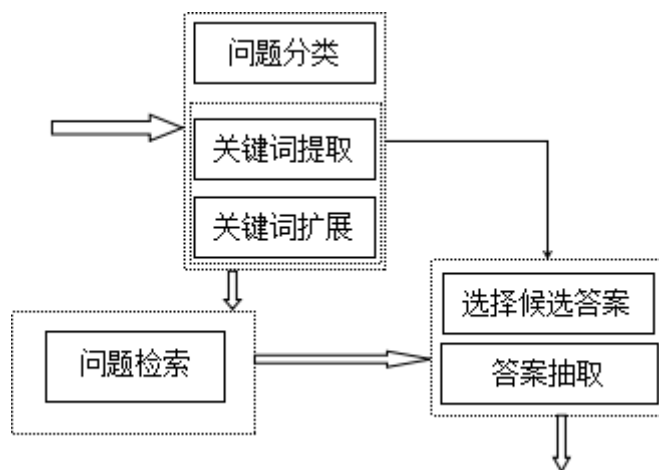 问题分类
关键词提取
关键词扩展
选择候选答案
问题检索
答案抽取